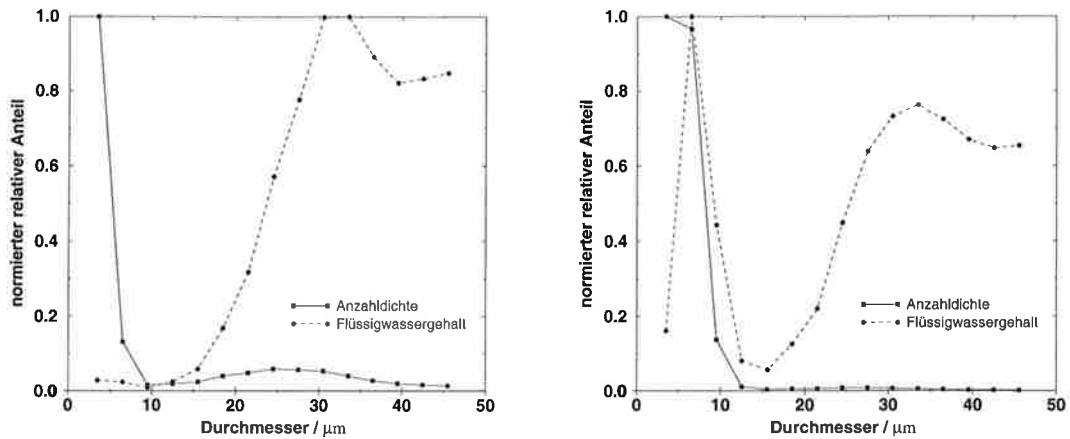 normierter relativer Anteil
1.0
0.8
0.6
0.4
0.2
0.0
Anzahldichte
Flüssigwassergehalt
0 10 20 30 40 50
Durchmesser / μm
normierter relativer Anteil
1.0
0.8
0.6
0.4
0.2
0.0
Anzahldichte
Flüssigwassergehalt
0 10 20 30 40 50
Durchmesser / μm